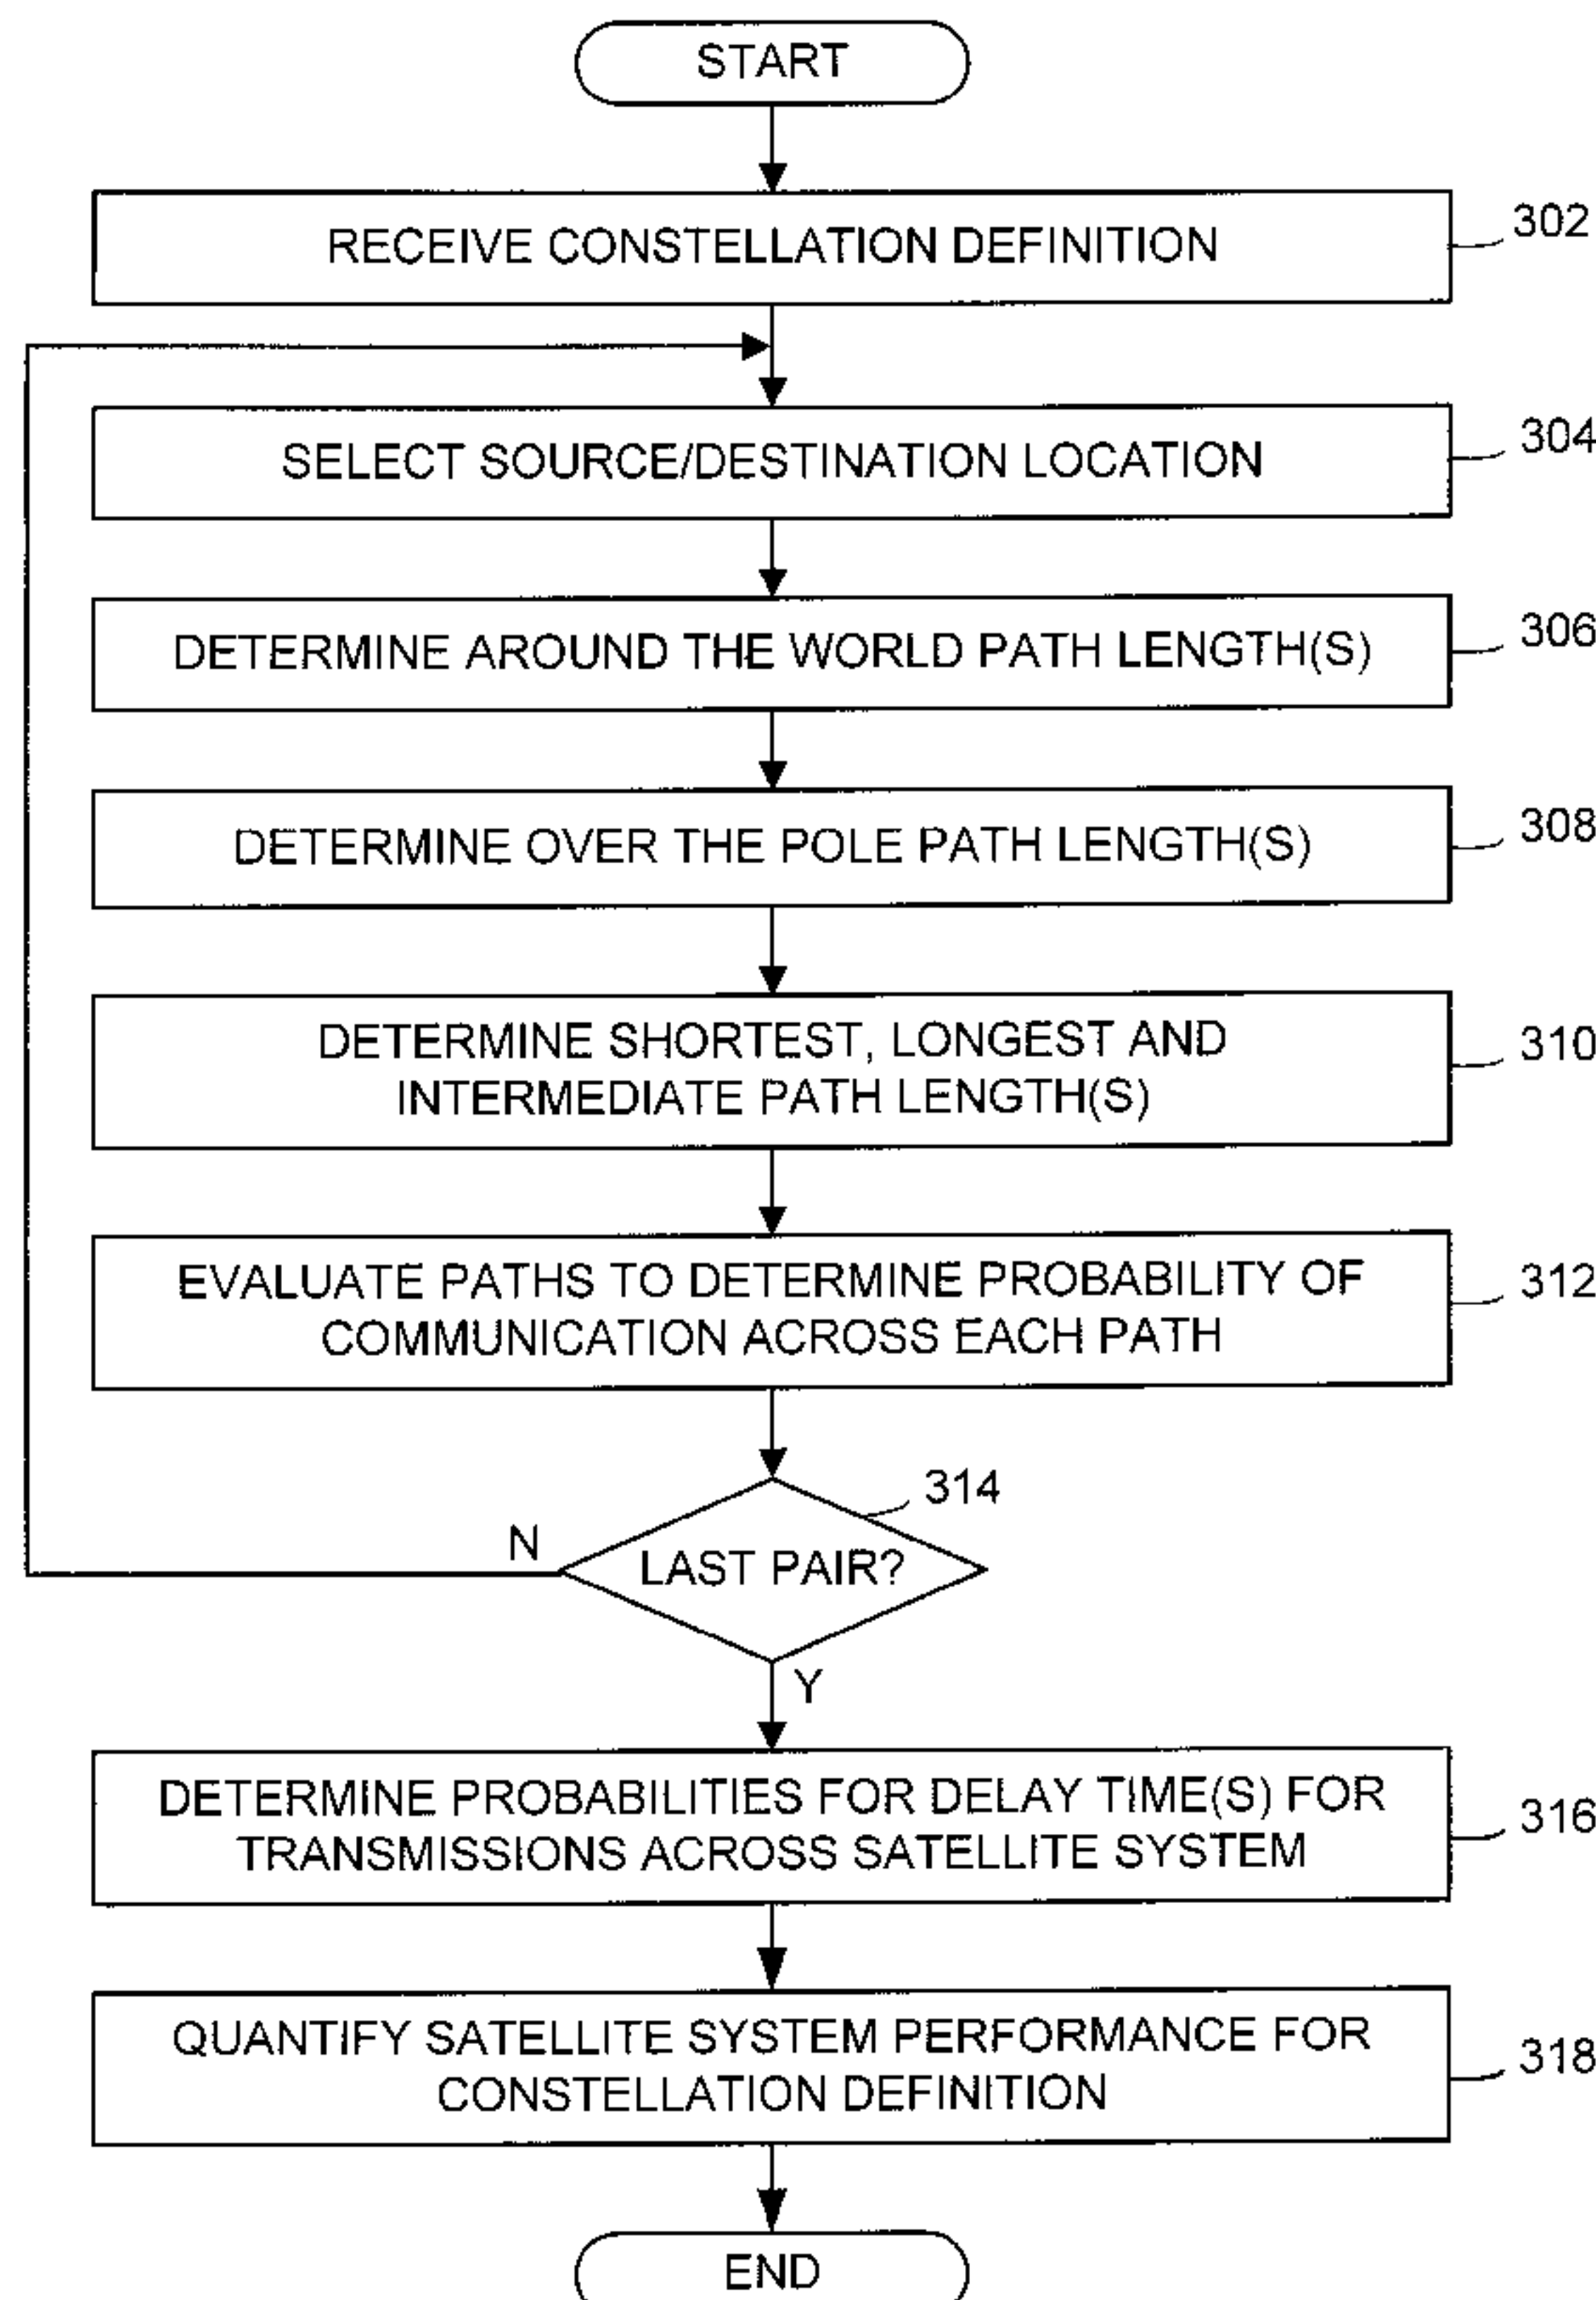 START
RECEIVE CONSTELLATION DEFINITION
302
SELECT SOURCE/DESTINATION LOCATION
304
DETERMINE AROUND THE WORLD PATH LENGTH(S)
306
DETERMINE OVER THE POLE PATH LENGTH(S)
308
DETERMINE SHORTEST, LONGEST AND
INTERMEDIATE PATH LENGTH(S)
310
EVALUATE PATHS TO DETERMINE PROBABILITY OF
COMMUNICATION ACROSS EACH PATH
312
314
N
LAST PAIR?
Y
DETERMINE PROBABILITIES FOR DELAY TIME(S) FOR
TRANSMISSIONS ACROSS SATELLITE SYSTEM
316
QUANTIFY SATELLITE SYSTEM PERFORMANCE FOR
CONSTELLATION DEFINITION
318
END